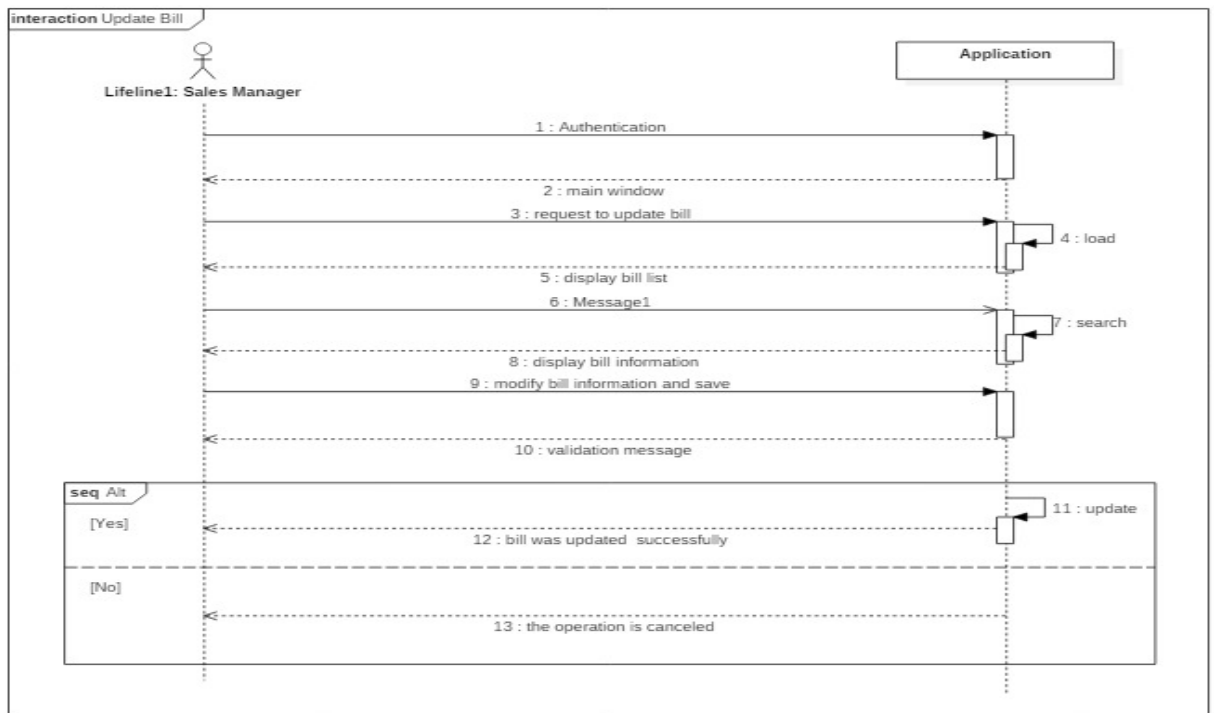 interaction Update Bill
Application
Lifeline1: Sales Manager
1 : Authentication
2 : main window
3 : request to update bill
4 : load
5 : display bill list
6 : Message1
7 : search
8 : display bill information
9 : modify bill information and save
10 : validation message
seq Alt
11 : update
[Yes]
12 : bill was updated successfully
[No]
13 : the operation is canceled